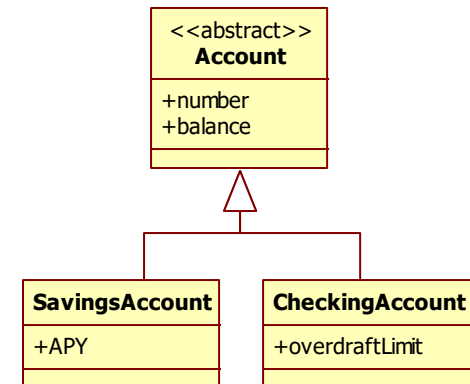 <<abstract>>
Account
+number
+balance
SavingsAccount
+APY
CheckingAccount
+overdraftLimit